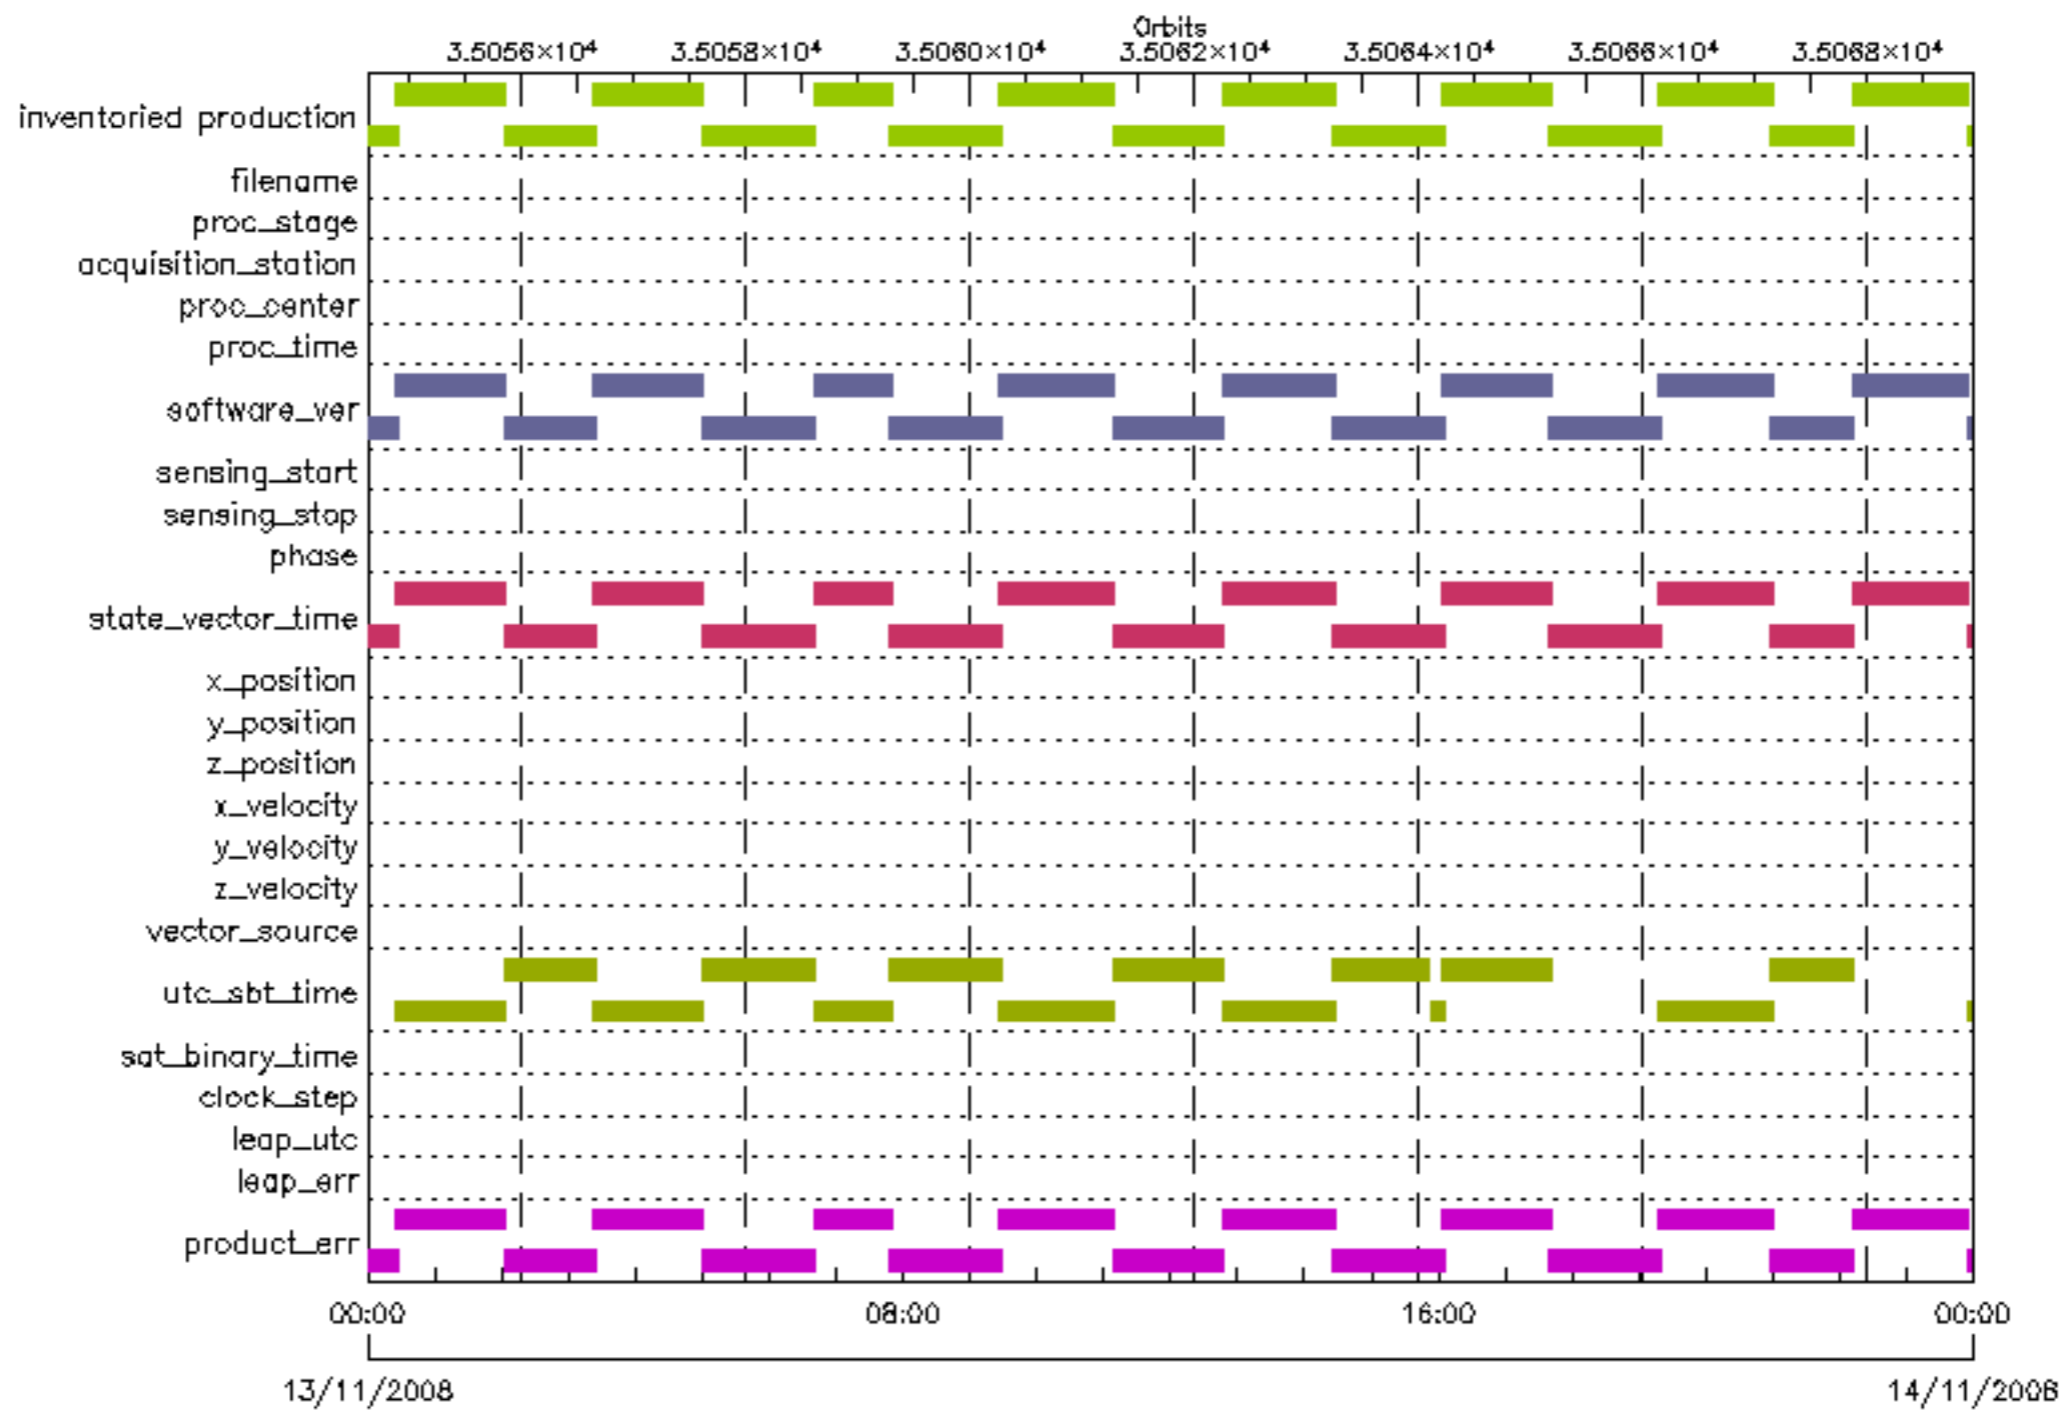 Orbits
3.5056×10⁴ 3.5058×10⁴ 3.5060×10⁴ 3.5062×10⁴ 3.5064×10⁴ 3.5066×10⁴ 3.5068×10⁴
inventoried production
filename
proc_stage
acquisition_station
proc_center
proc_time
software_ver
sensing_start
sensing_stop
phase
state_vector_time
x_position
y_position
z_position
x_velocity
y_velocity
z_velocity
vector_source
utc_sbt_time
sat_binary_time
clock_step
leap_utc
leap_err
product_err
00:00 08:00 16:00 00:00
13/11/2008 14/11/2008